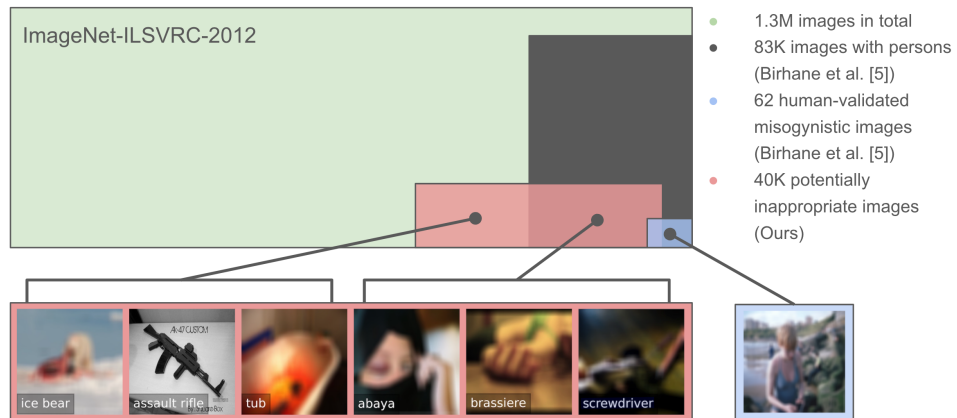 ImageNet-ILSVRC-2012
1.3M images in total
83K images with persons
(Birhane et al. [5])
62 human-validated
misogynistic images
(Birhane et al. [5])
40K potentially
inappropriate images
(Ours)
AK-47 CUSTOM
ice bear
assault rifle
tub
abaya
brassiere
screwdriver